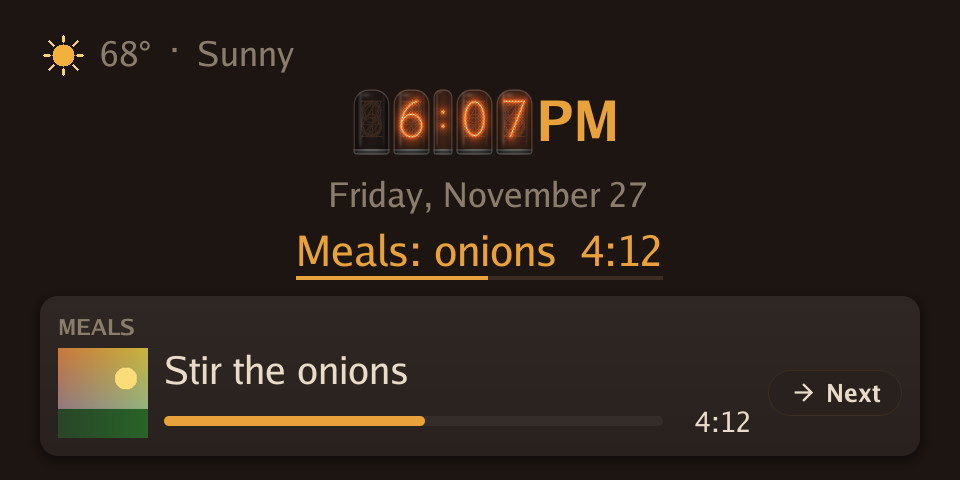 68° · Sunny
6:07 PM
Friday, November 27
Meals: onions 4:12
MEALS
Stir the onions
4:12
→ Next